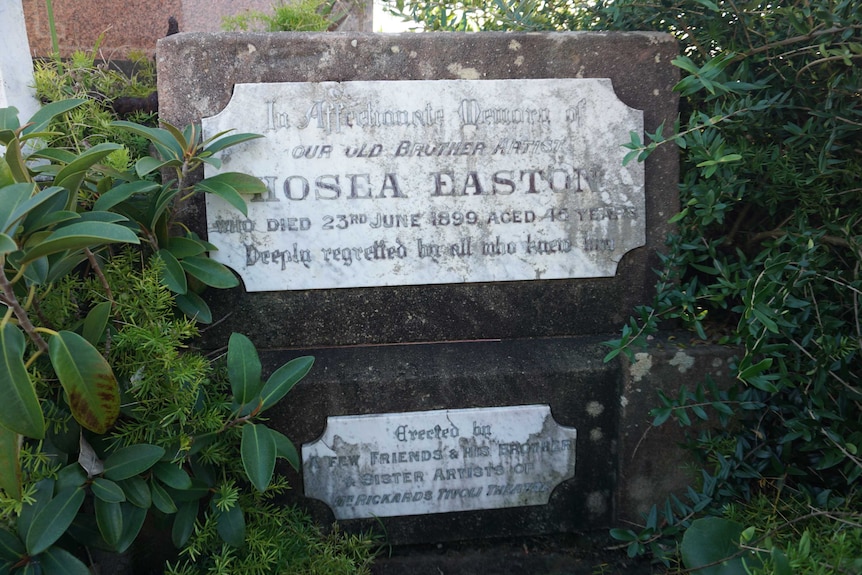 In Affectionate Memory of
OUR OLD BROTHER ARTIST
HOSEA EASTON
WHO DIED 23RD JUNE 1899, AGED 45 YEARS
Deeply regretted by all who knew him
Erected by
A FEW FRIENDS & HIS BROTHER
& SISTER ARTISTS OF
MR RICKARDS TIVOLI THEATRE